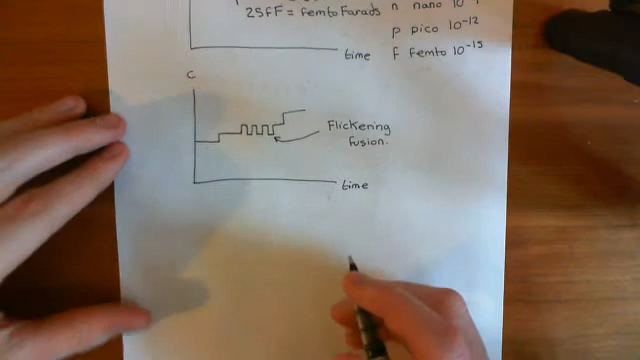 25fF = femtoFarads n nano 10
p pico 10-12
time f femto 10-15
C
Flickering
fusion.
time